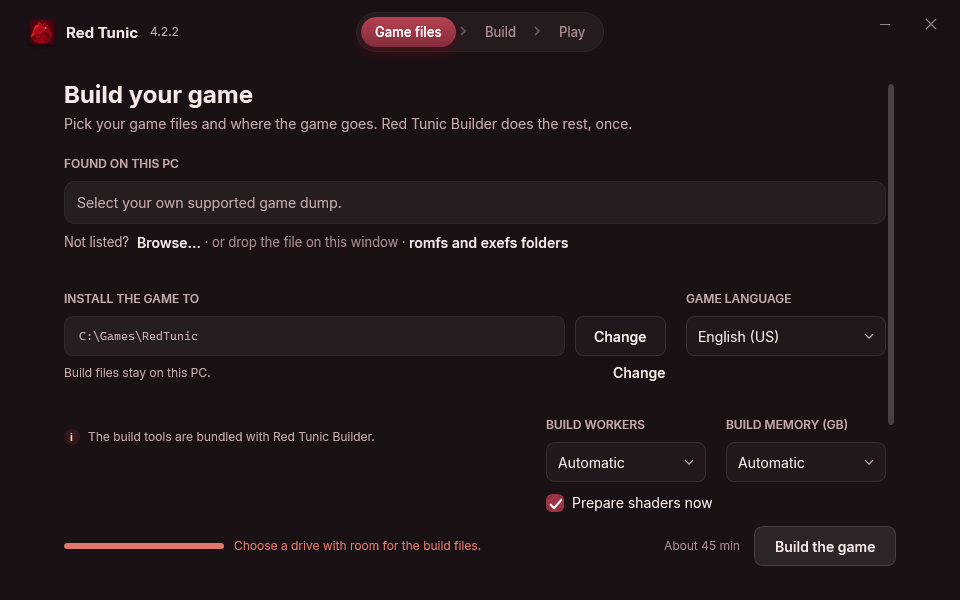 Red Tunic 4.2.2
Game files > Build > Play
Build your game
Pick your game files and where the game goes. Red Tunic Builder does the rest, once.
FOUND ON THIS PC
Select your own supported game dump.
Not listed? Browse... · or drop the file on this window · romfs and exefs folders
INSTALL THE GAME TO
GAME LANGUAGE
C:\Games\RedTunic
Change
English (US)
Build files stay on this PC.
Change
The build tools are bundled with Red Tunic Builder.
BUILD WORKERS
BUILD MEMORY (GB)
Automatic
Automatic
Prepare shaders now
Choose a drive with room for the build files.
About 45 min
Build the game